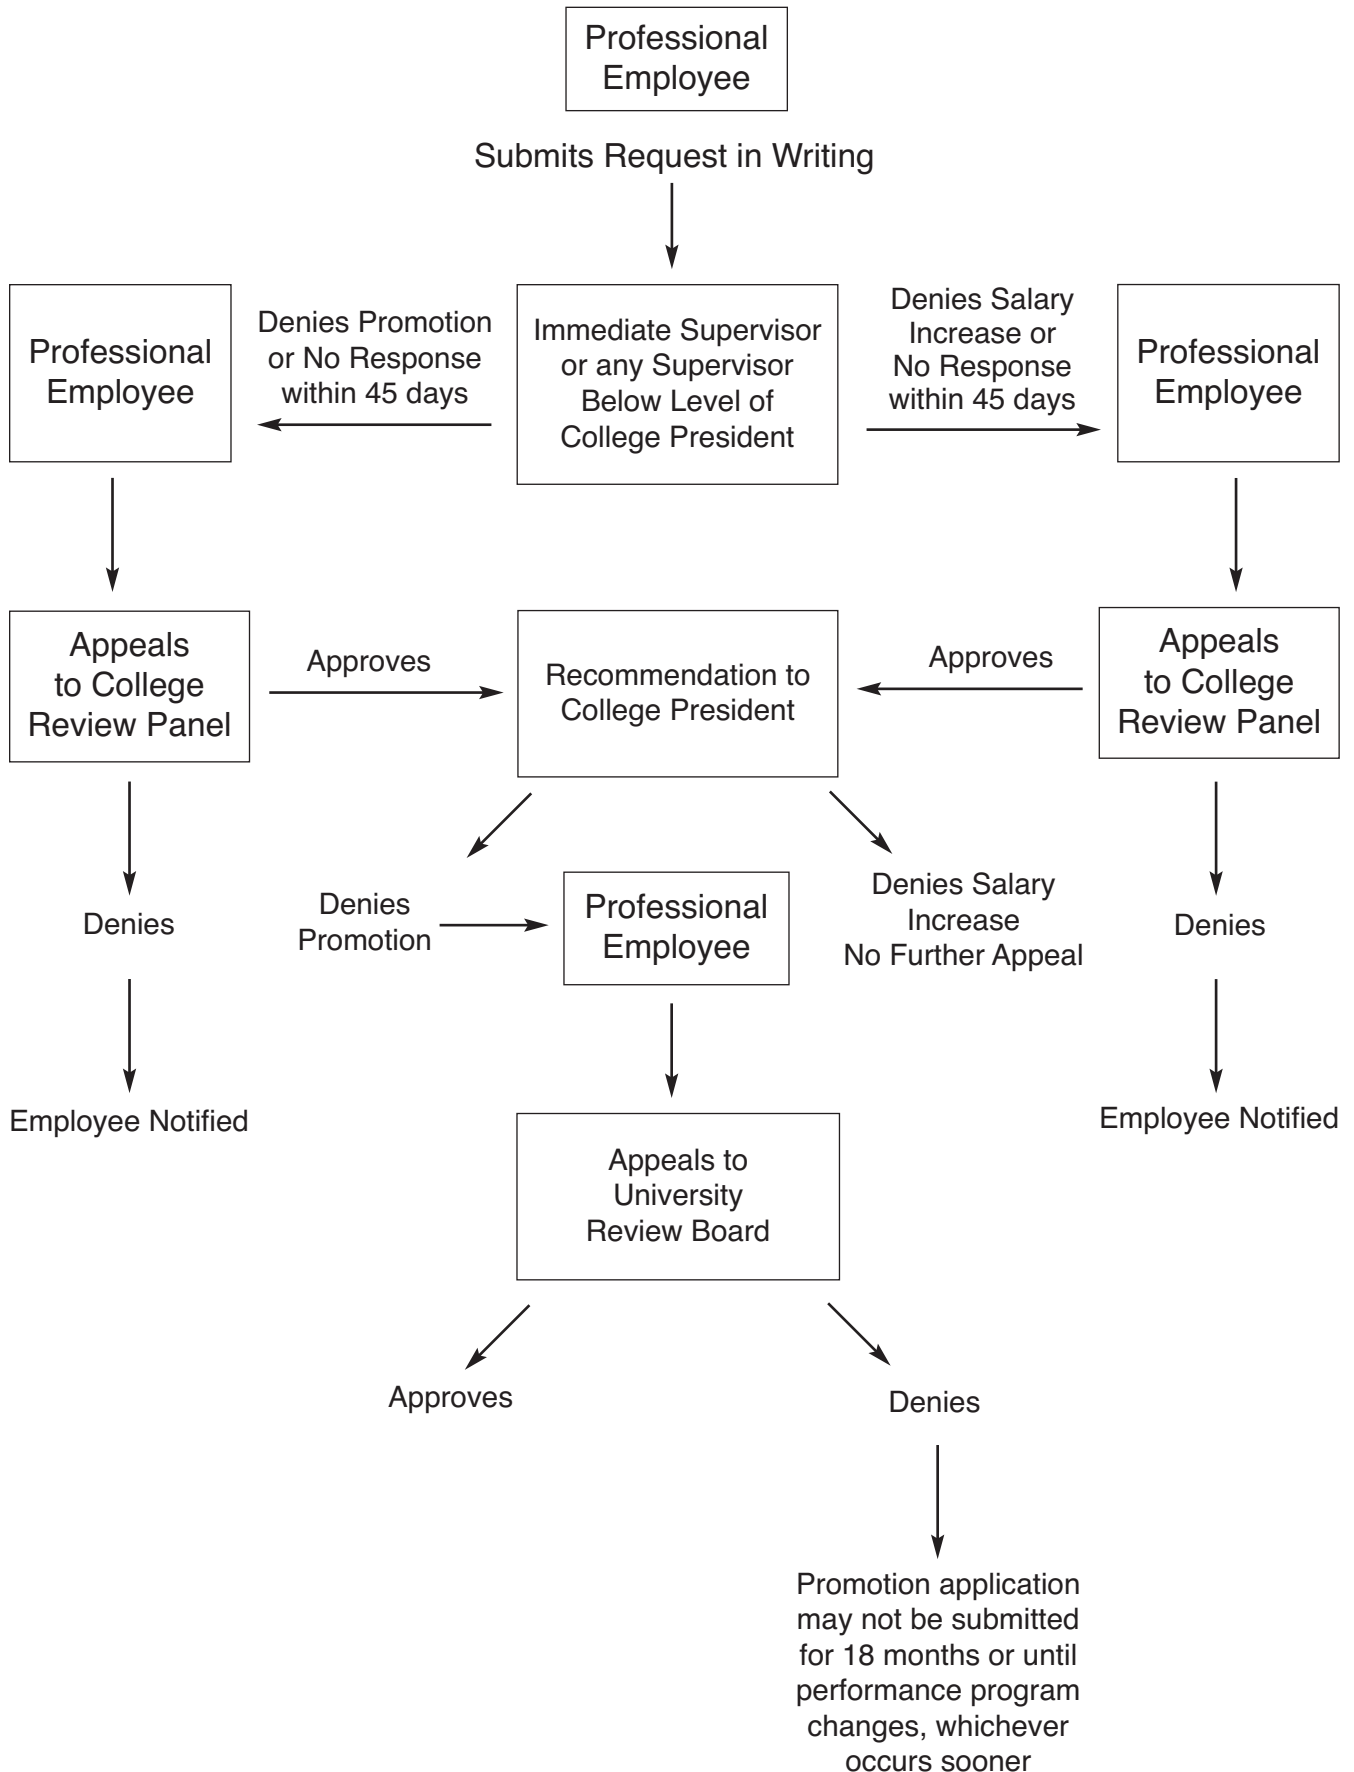 Professional
Employee
Submits Request in Writing
Professional
Employee
Denies Promotion
or No Response
within 45 days
Immediate Supervisor
or any Supervisor
Below Level of
College President
Denies Salary
Increase or
No Response
within 45 days
Professional
Employee
Appeals
to College
Review Panel
Approves
Recommendation to
College President
Approves
Appeals
to College
Review Panel
Denies
Denies
Promotion
Professional
Employee
Denies Salary
Increase
No Further Appeal
Denies
Employee Notified
Employee Notified
Appeals to
University
Review Board
Approves
Denies
Promotion application
may not be submitted
for 18 months or until
performance program
changes, whichever
occurs sooner